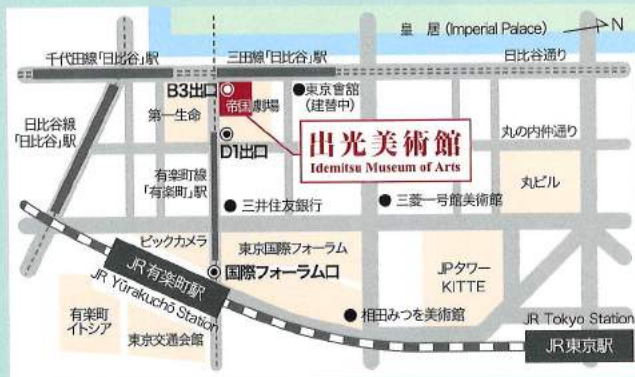 皇 居 (Imperial Palace)
N
千代田線「日比谷」駅
三田線「日比谷」駅
日比谷通り
B3出口
帝国劇場
東京會館
(建替中)
第一生命
日比谷線
「日比谷」駅
D1出口
出光美術館
Idemitsu Museum of Arts
丸の内仲通り
有楽町線
「有楽町」駅
丸ビル
三井住友銀行
三菱一号館美術館
ビックカメラ
東京国際フォーラム
JR有楽町駅
JR Yūrakuchō Station
国際フォーラム口
JPタワー
KITTE
有楽町
イトシア
東京交通会館
相田みつを美術館
JR Tokyo Station
JR東京駅